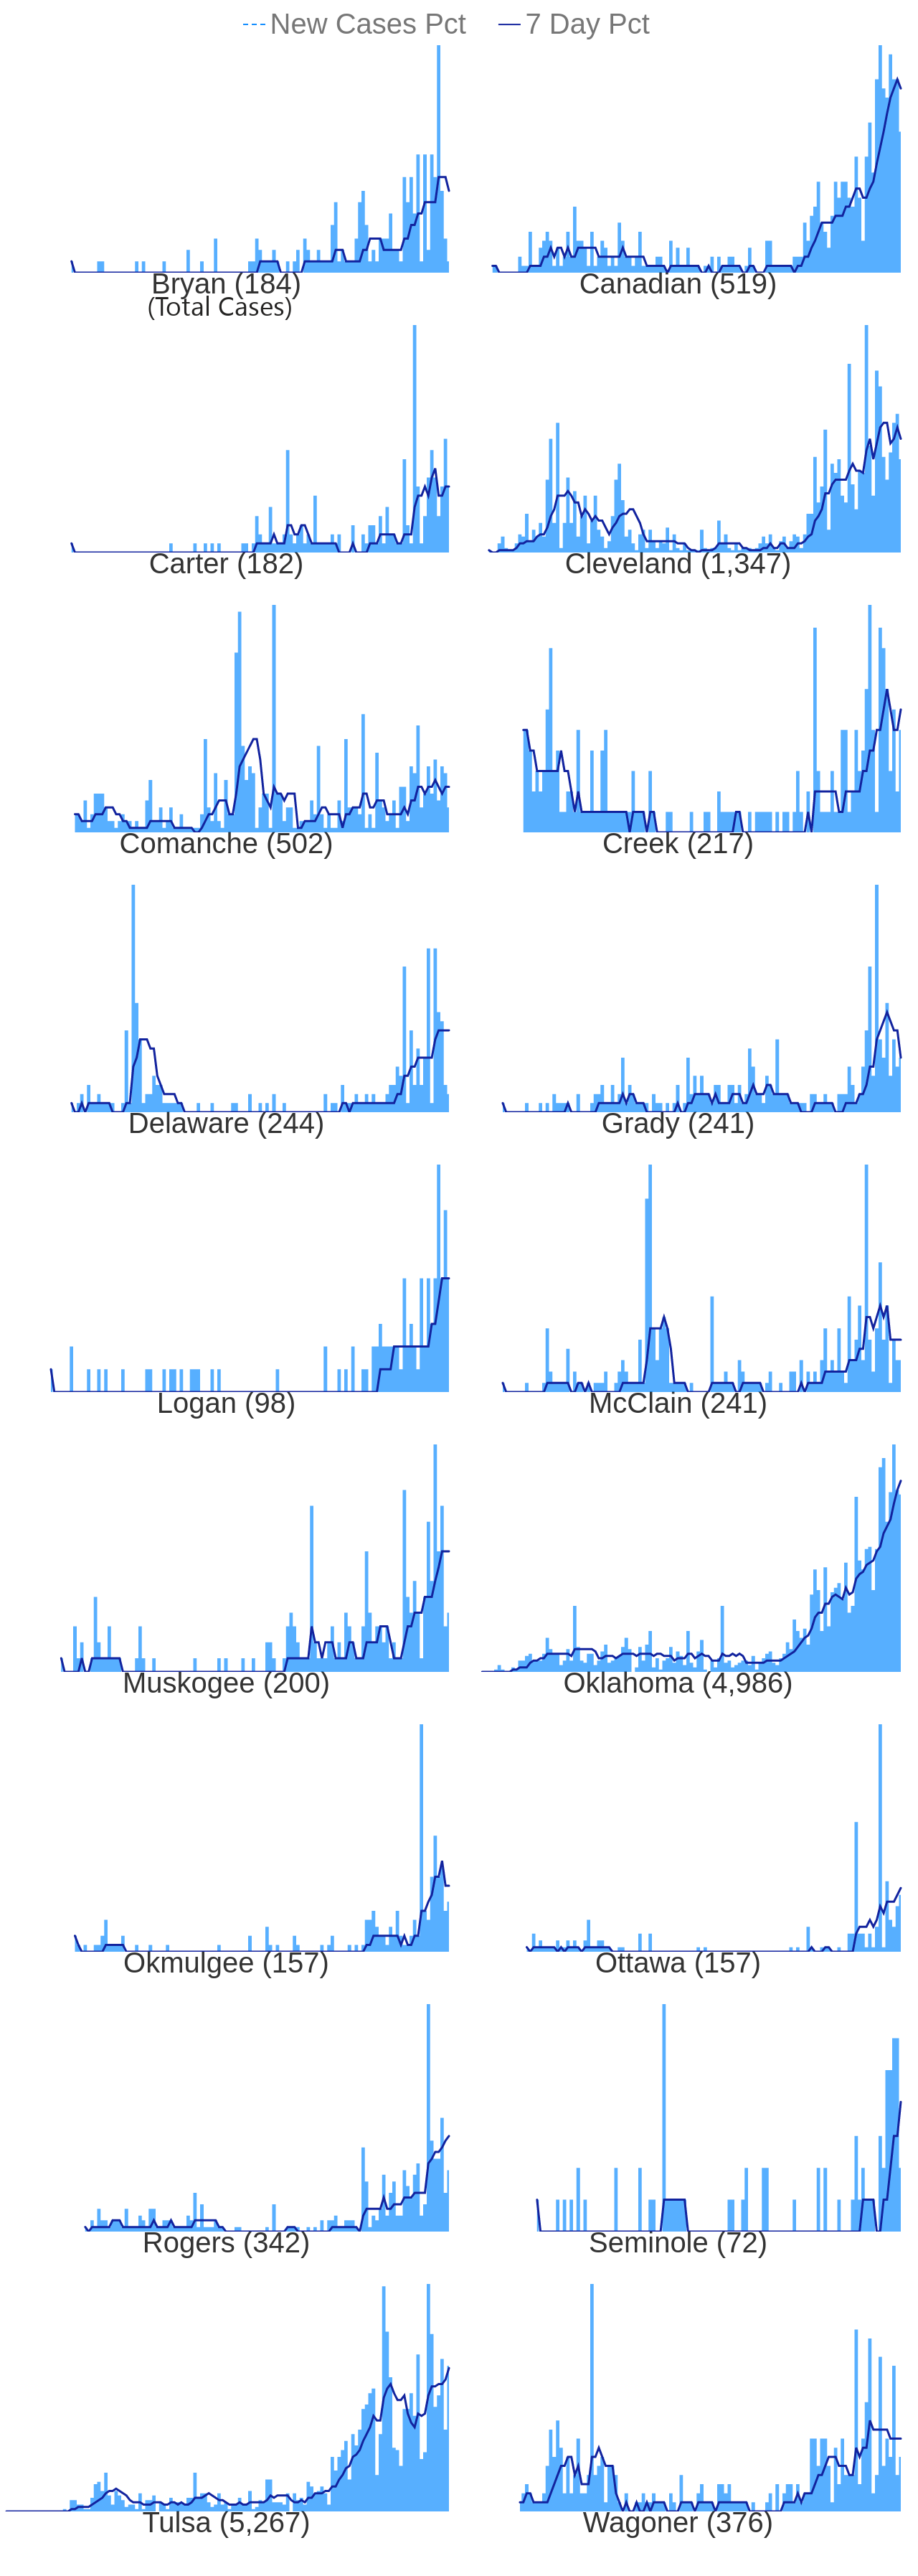 New Cases Pct 7 Day Pct
Bryan (184) Canadian (519)
(Total Cases)
Carter (182) Cleveland (1,347)
Comanche (502) Creek (217)
Delaware (244) Grady (241)
Logan (98) McClain (241)
Muskogee (200) Oklahoma (4,986)
Okmulgee (157) Ottawa (157)
Rogers (342) Seminole (72)
Tulsa (5,267) Wagoner (376)